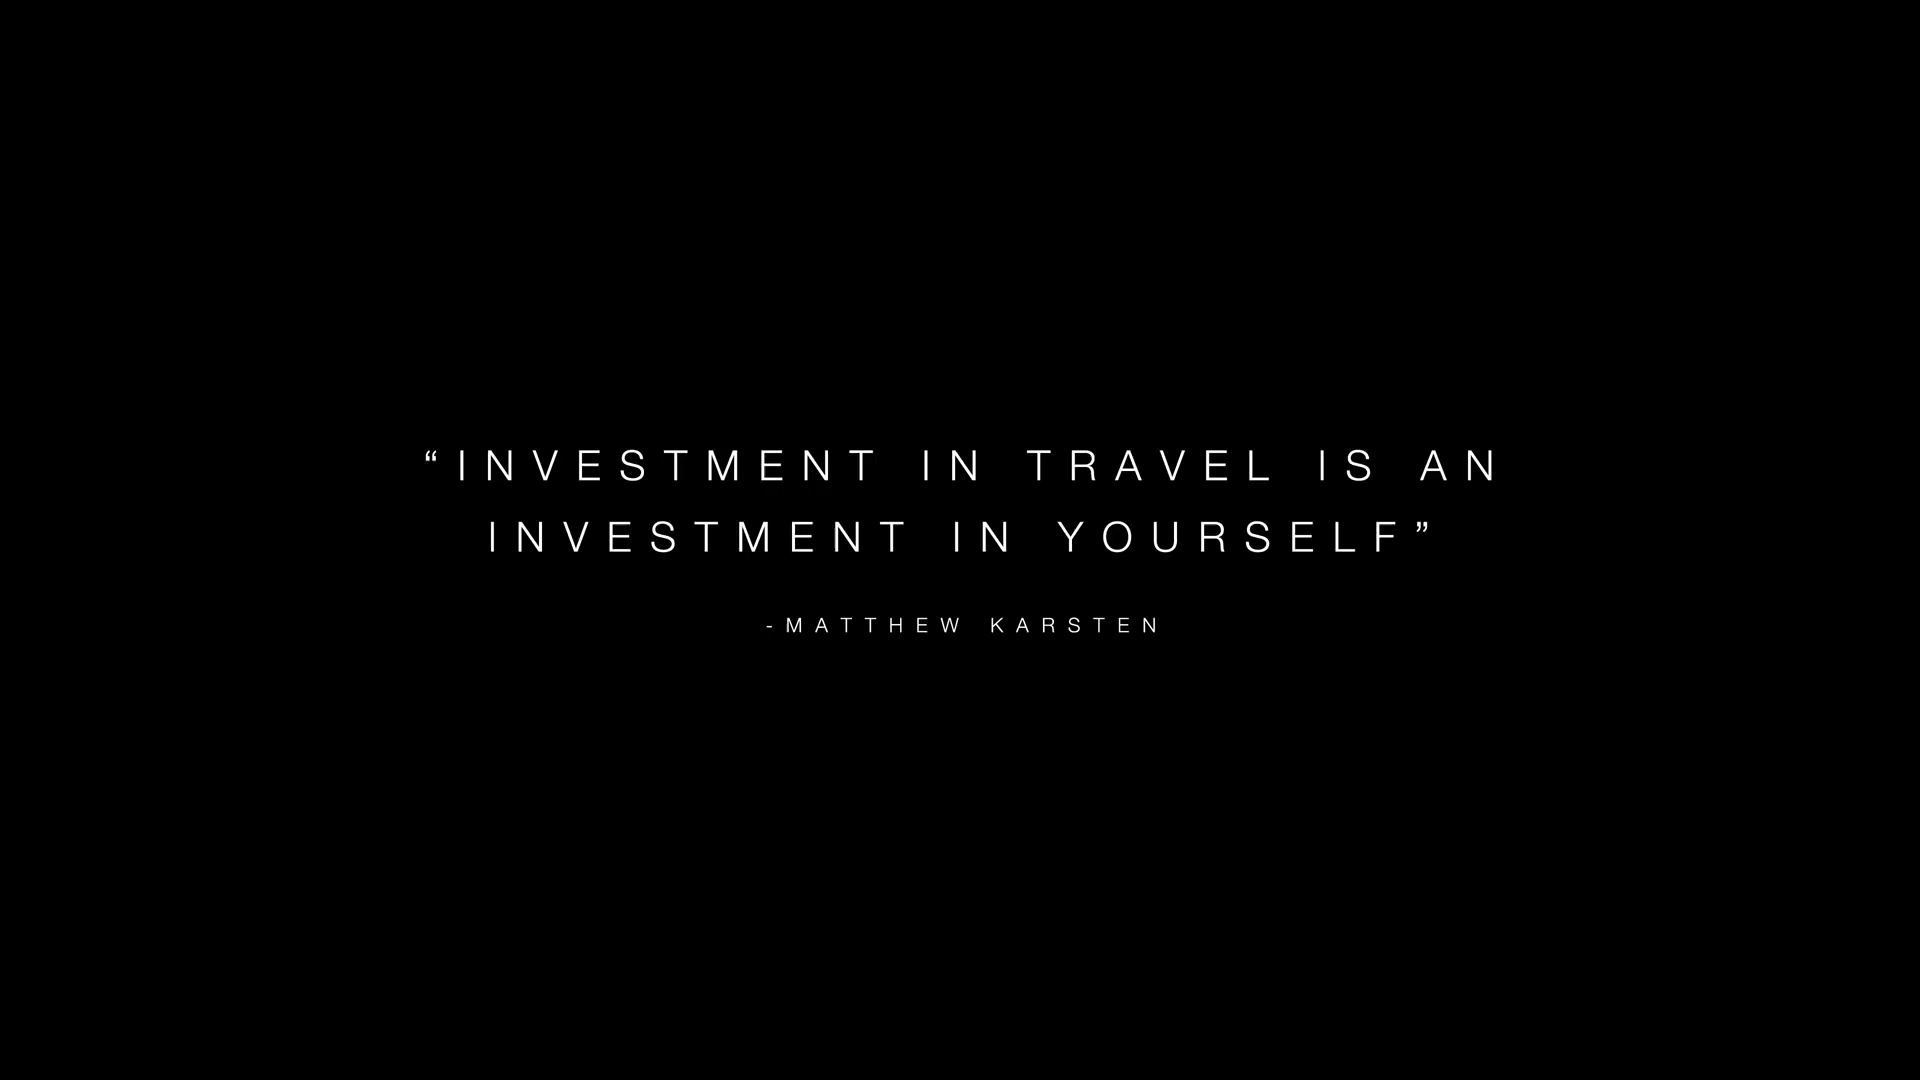 “INVESTMENT IN TRAVEL IS AN
INVESTMENT IN YOURSELF”
-MATTHEW KARSTEN